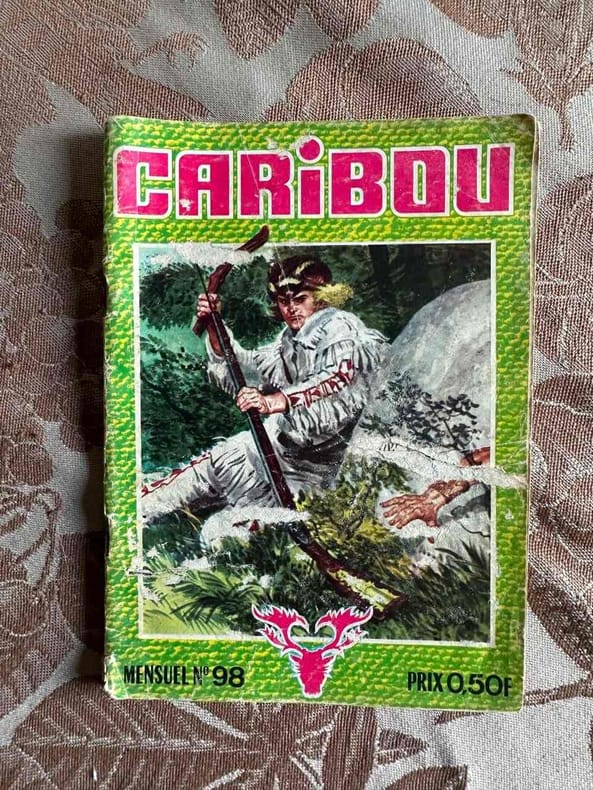 CARiBOU
MENSUEL Nº 98
PRIX 0,50F